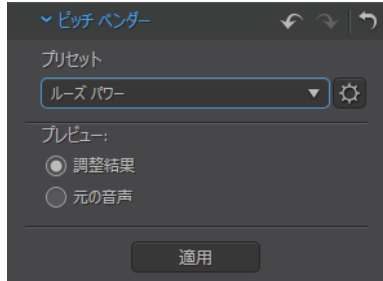 ピッチ ベンダー
プリセット
ルーズ パワー
プレビュー:
調整結果
元の音声
適用